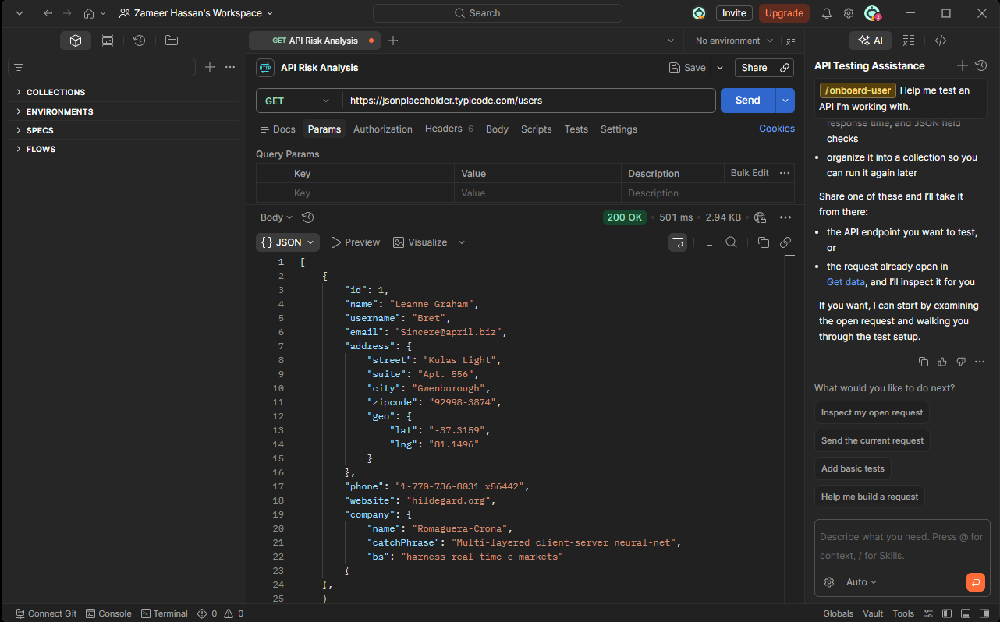 Zameer Hassan's Workspace
Search
Invite
Upgrade
GET API Risk Analysis
No environment
AI
COLLECTIONS
ENVIRONMENTS
SPECS
FLOWS
HTTP
API Risk Analysis
Save
Share
GET
https://jsonplaceholder.typicode.com/users
Send
Docs
Params
Authorization
Headers 6
Body
Scripts
Tests
Settings
Cookies
Query Params
Key
Value
Description
Bulk Edit
Key
Value
Description
Body
200 OK
501 ms
2.94 KB
{} JSON
Preview
Visualize
1 [
2 {
3 "id": 1,
4 "name": "Leanne Graham",
5 "username": "Bret",
6 "email": "Sincere@april.biz",
7 "address": {
8 "street": "Kulas Light",
9 "suite": "Apt. 556",
10 "city": "Gwenborough",
11 "zipcode": "92998-3874",
12 "geo": {
13 "lat": "-37.3159",
14 "lng": "81.1496"
15 }
16 },
17 "phone": "1-770-736-8031 x56442",
18 "website": "hildegard.org",
19 "company": {
20 "name": "Romaguera-Crona",
21 "catchPhrase": "Multi-layered client-server neural-net",
22 "bs": "harness real-time e-markets"
23 }
24 },
25 {
API Testing Assistance
/onboard-user Help me test an
API I'm working with.
response time, and JSON field
checks
• organize it into a collection so you
can run it again later
Share one of these and I'll take it
from there:
• the API endpoint you want to test,
or
• the request already open in
Get data, and I'll inspect it for you
If you want, I can start by examining
the open request and walking you
through the test setup.
What would you like to do next?
Inspect my open request
Send the current request
Add basic tests
Help me build a request
Describe what you need. Press @ for
context, / for Skills.
Auto
Connect Git
Console
Terminal
0
0
Globals
Vault
Tools